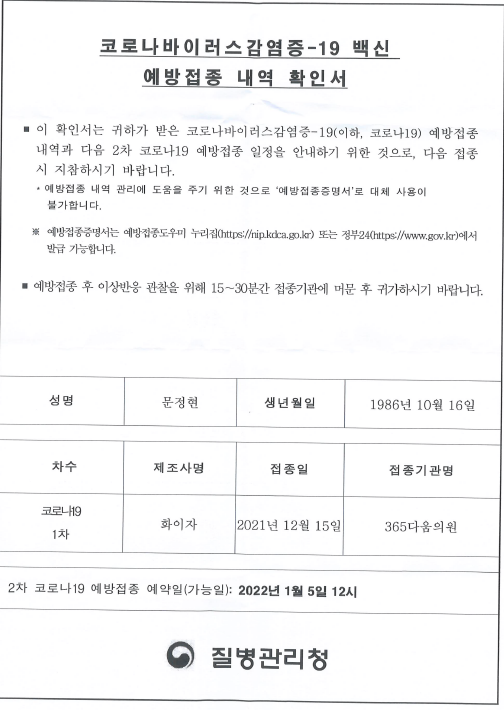 코로나바이러스감염증-19 백신
예방접종 내역 확인서
■ 이 확인서는 귀하가 받은 코로나바이러스감염증-19(이하, 코로나19) 예방접종
내역과 다음 2차 코로나19 예방접종 일정을 안내하기 위한 것으로, 다음 접종
시 지참하시기 바랍니다.
* 예방접종 내역 관리에 도움을 주기 위한 것으로 '예방접종증명서'로 대체 사용이
불가합니다.
※ 예방접종증명서는 예방접종도우미 누리집(https://nip.kdca.go.kr) 또는 정부24(https://www.gov.kr)에서
발급 가능합니다.
■ 예방접종 후 이상반응 관찰을 위해 15~30분간 접종기관에 머문 후 귀가하시기 바랍니다.
성명 문정현 생년월일 1986년 10월 16일
차수 제조사명 접종일 접종기관명
코로나19
1차 화이자 2021년 12월 15일 365다움의원
2차 코로나19 예방접종 예약일(가능일): 2022년 1월 5일 12시
질병관리청